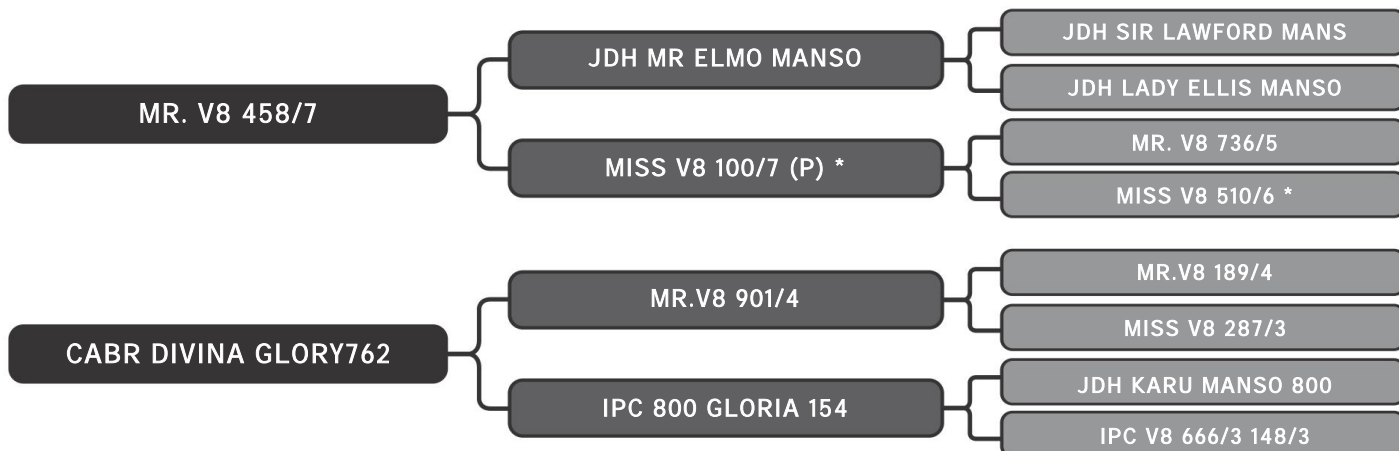 JDH SIR LAWFORD MANS
JDH MR ELMO MANSO
JDH LADY ELLIS MANSO
MR. V8 458/7
MR. V8 736/5
MISS V8 100/7 (P) *
MISS V8 510/6 *
MR.V8 189/4
MR.V8 901/4
MISS V8 287/3
CABR DIVINA GLORY762
JDH KARU MANSO 800
IPC 800 GLORIA 154
IPC V8 666/3 148/3